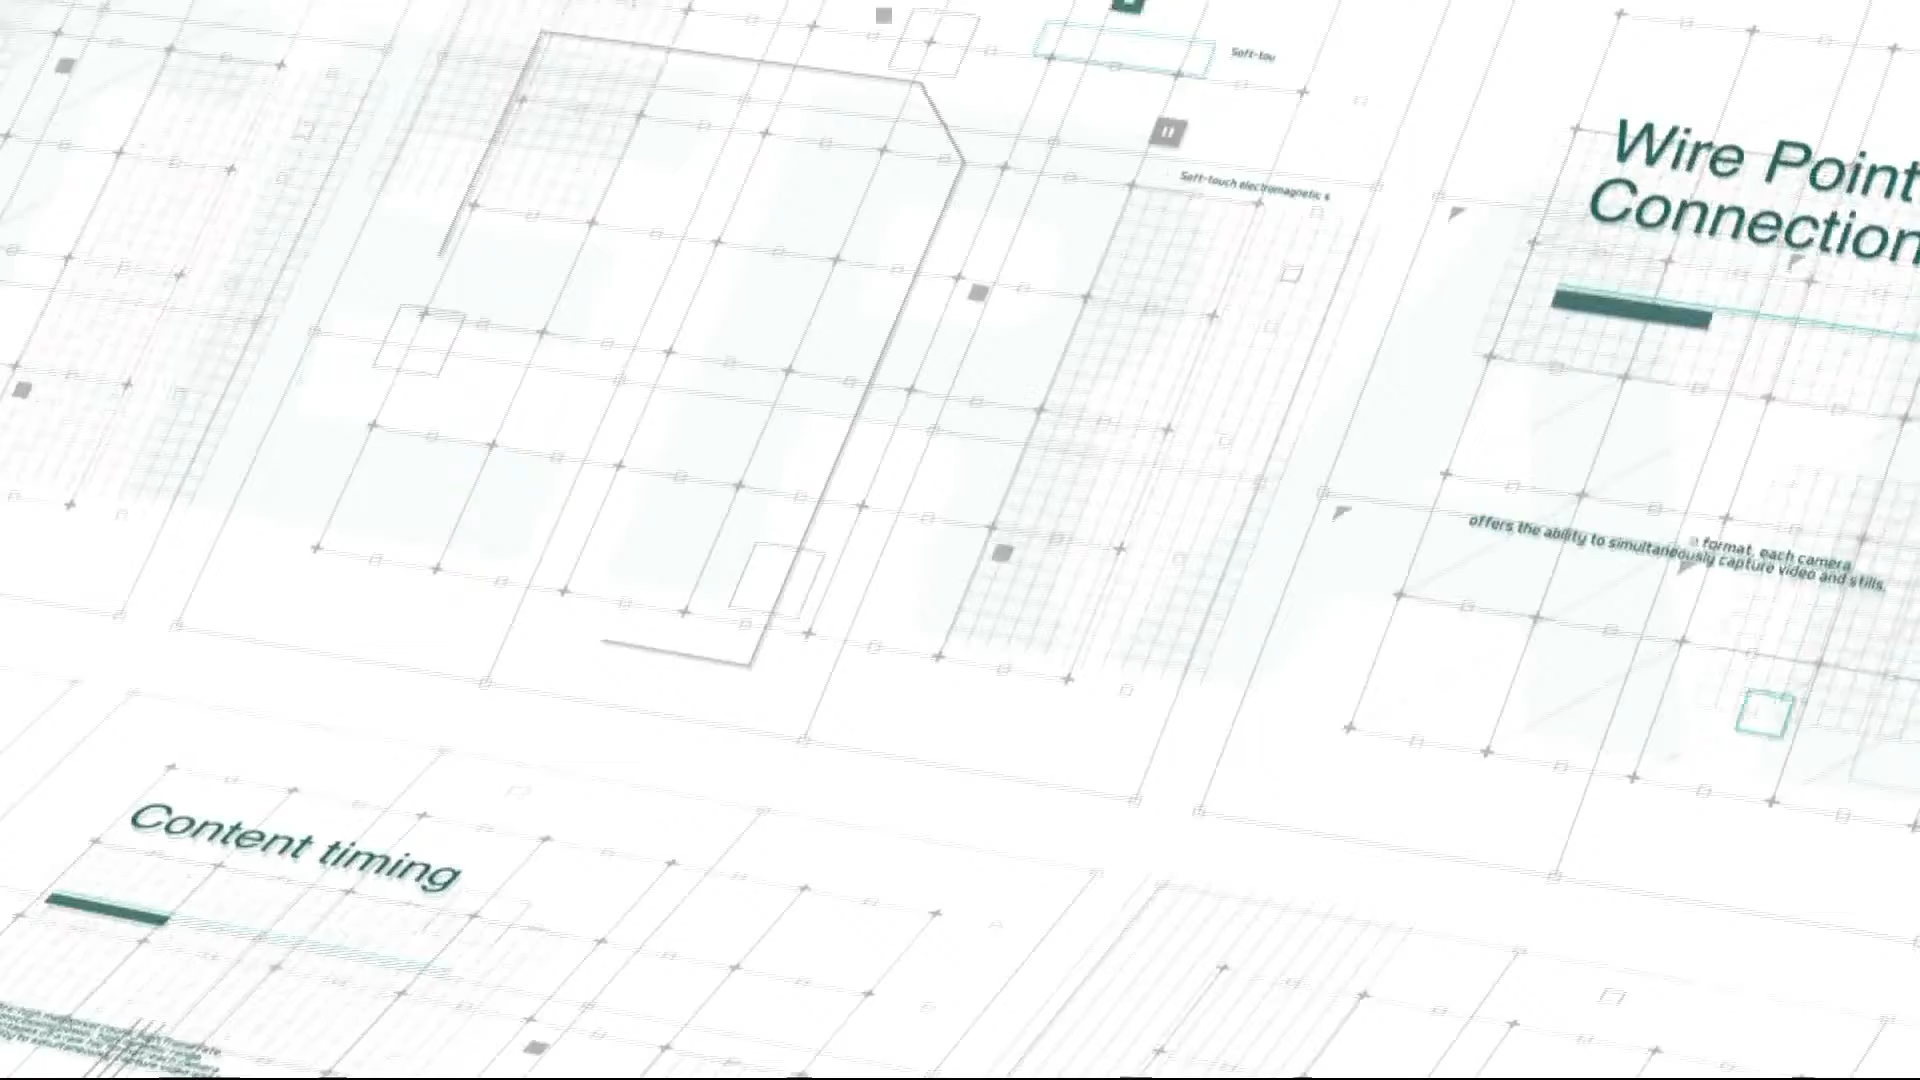 Soft-tou
Soft-touch electromagnetic s
Wire Point
Connection
offers the ability to simultaneously capture video and stills.
format, each camera
Content timing